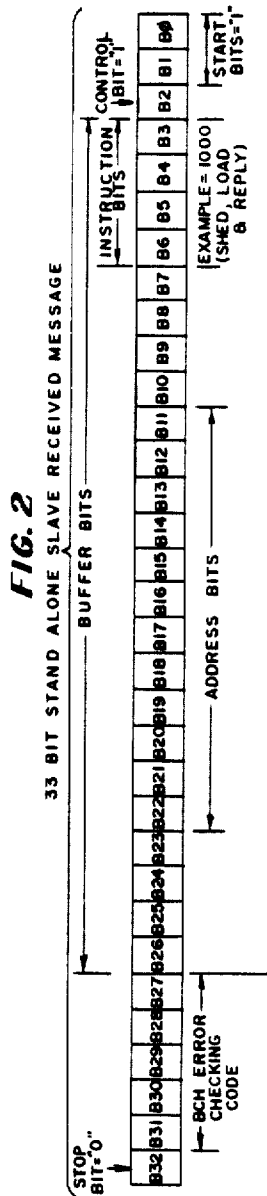 FIG. 2
33 BIT STAND ALONE SLAVE RECEIVED MESSAGE
BUFFER BITS
STOP
BIT="0"
INSTRUCTION
BITS
CONTROL
BIT="1"
B32 B31 B30 B29 B28 B27 B26 B25 B24 B23 B22 B21 B20 B19 B18 B17 B16 B15 B14 B13 B12 B11 B10 B9 B8 B7 B6 B5 B4 B3 B2 B1 B0
BCH ERROR
CHECKING
CODE
ADDRESS BITS
EXAMPLE=1000
(SHED, LOAD
& REPLY)
START
BITS="1"